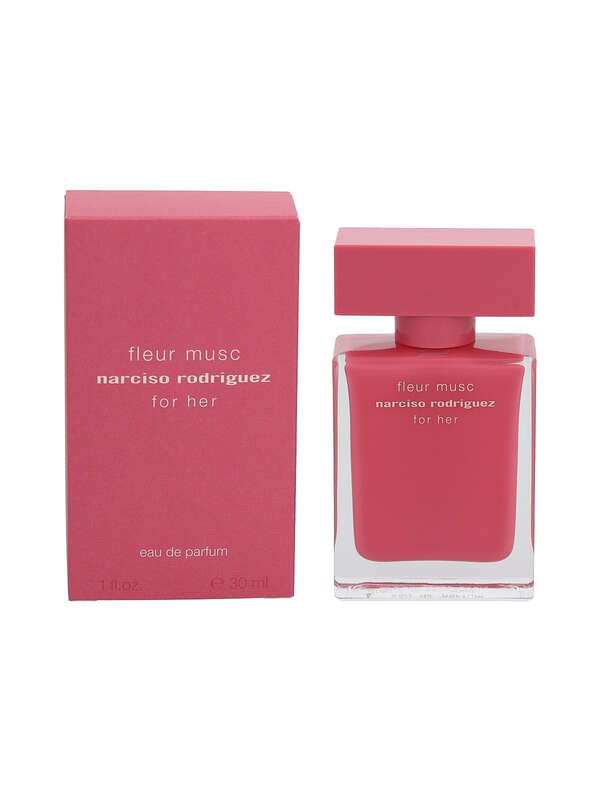 fleur musc
narciso rodriguez
for her
eau de parfum
1 fl.oz. ℮ 30 ml
fleur musc
narciso rodriguez
for her